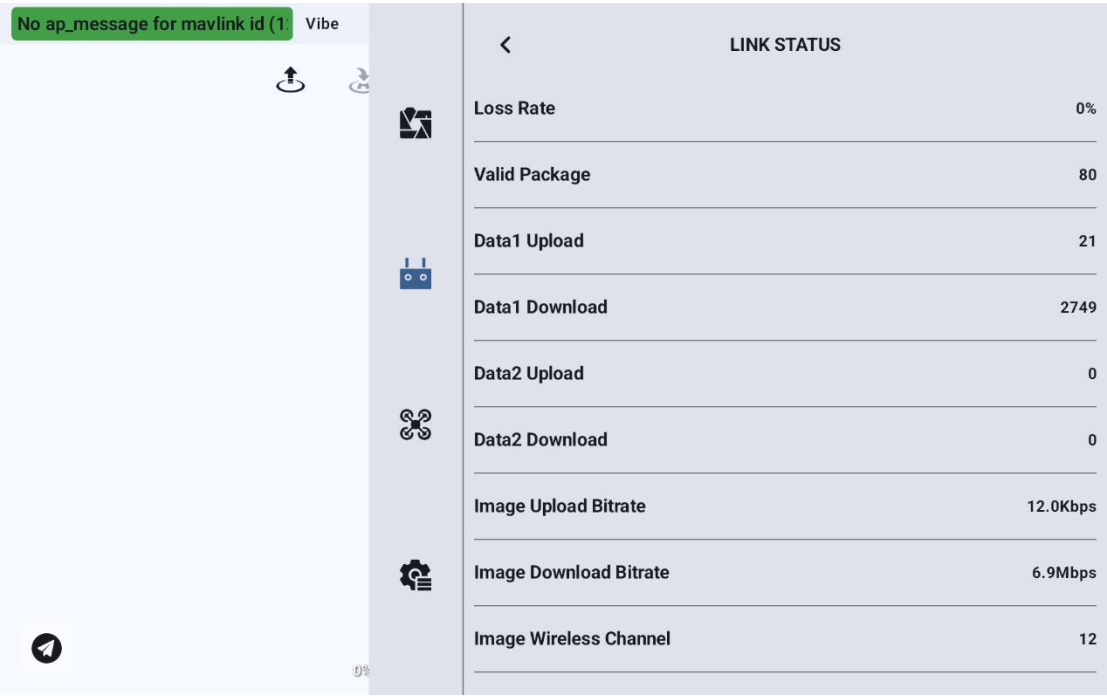 No ap_message for mavlink id (1
Vibe
LINK STATUS
Loss Rate 0%
Valid Package 80
Data1 Upload 21
Data1 Download 2749
Data2 Upload 0
Data2 Download 0
Image Upload Bitrate 12.0Kbps
Image Download Bitrate 6.9Mbps
Image Wireless Channel 12
0%